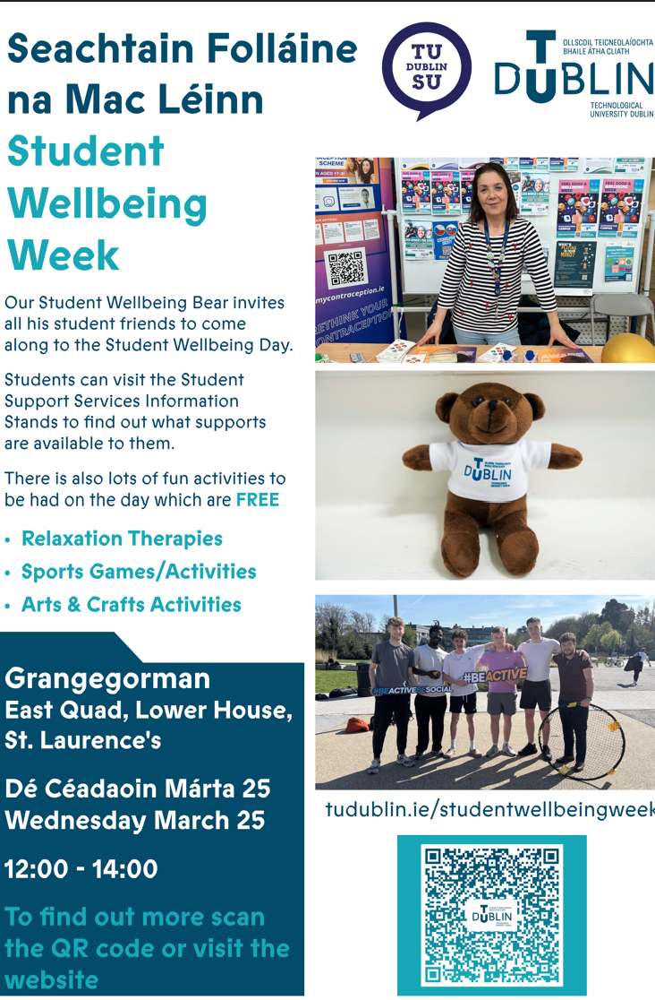 Seachtain Folláine
na Mac Léinn
Student
Wellbeing
Week
TU
DUBLIN
SU
OLLSCOIL TEICNEOLAÍOCHTA
BHAILE ÁTHA CLIATH
TU DUBLIN
TECHNOLOGICAL
UNIVERSITY DUBLIN
Our Student Wellbeing Bear invites
all his student friends to come
along to the Student Wellbeing Day.
Students can visit the Student
Support Services Information
Stands to find out what supports
are available to them.
There is also lots of fun activities to
be had on the day which are FREE
• Relaxation Therapies
• Sports Games/Activities
• Arts & Crafts Activities
Grangegorman
East Quad, Lower House,
St. Laurence's
Dé Céadaoin Márta 25
Wednesday March 25
12:00 - 14:00
To find out more scan
the QR code or visit the
website
SCHEME
mycontraception.ie
RETHINK YOUR
CONTRACEPTION
FEEL GOOD
WEEK
TU DUBLIN
#BEACTIVEBESOCIAL
#BEACTIVE
tudublin.ie/studentwellbeingweek
TU DUBLIN